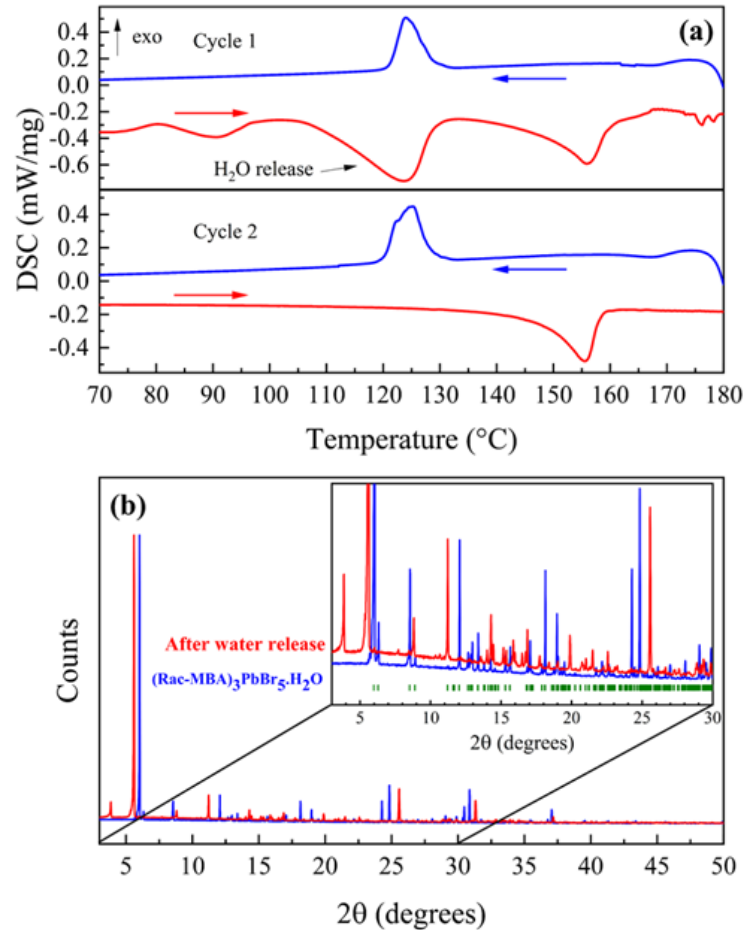 (a)
exo
Cycle 1
H₂O release
Cycle 2
DSC (mW/mg)
0.4
0.2
0.0
-0.2
-0.4
-0.6
0.4
0.2
0.0
-0.2
-0.4
70 80 90 100 110 120 130 140 150 160 170 180
Temperature (°C)
(b)
After water release
(Rac-MBA)₃PbBr₅.H₂O
Counts
5 10 15 20 25 30
2θ (degrees)
5 10 15 20 25 30 35 40 45 50
2θ (degrees)